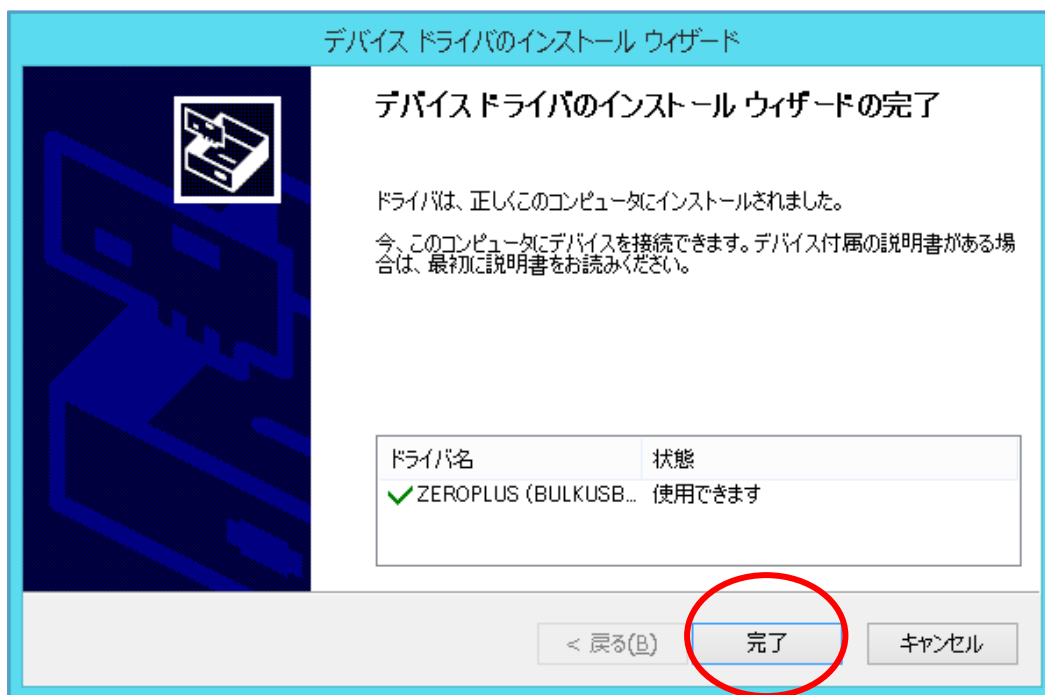 デバイス ドライバのインストール ウィザード
デバイス ドライバのインストール ウィザードの完了
ドライバは、正しくこのコンピュータにインストールされました。
今、このコンピュータにデバイスを接続できます。デバイス付属の説明書がある場
合は、最初に説明書をお読みください。
ドライバ名 状態
ZEROPLUS (BULKUSB... 使用できます
< 戻る(B) 完了 キャンセル